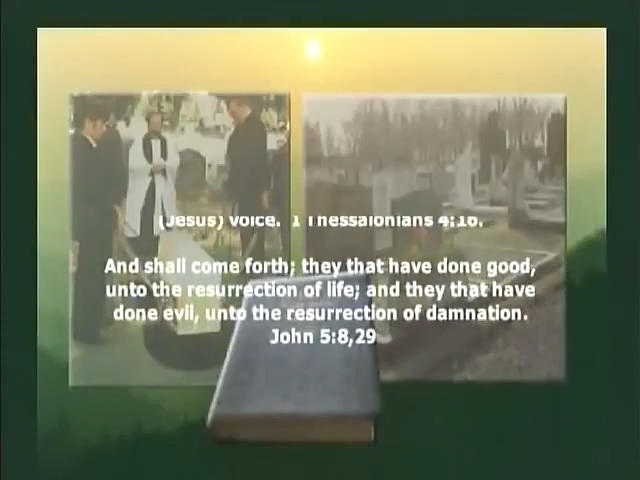 (Jesus) voice. 1 Thessalonians 4:16.
And shall come forth; they that have done good,
unto the resurrection of life; and they that have
done evil, unto the resurrection of damnation.
John 5:8,29